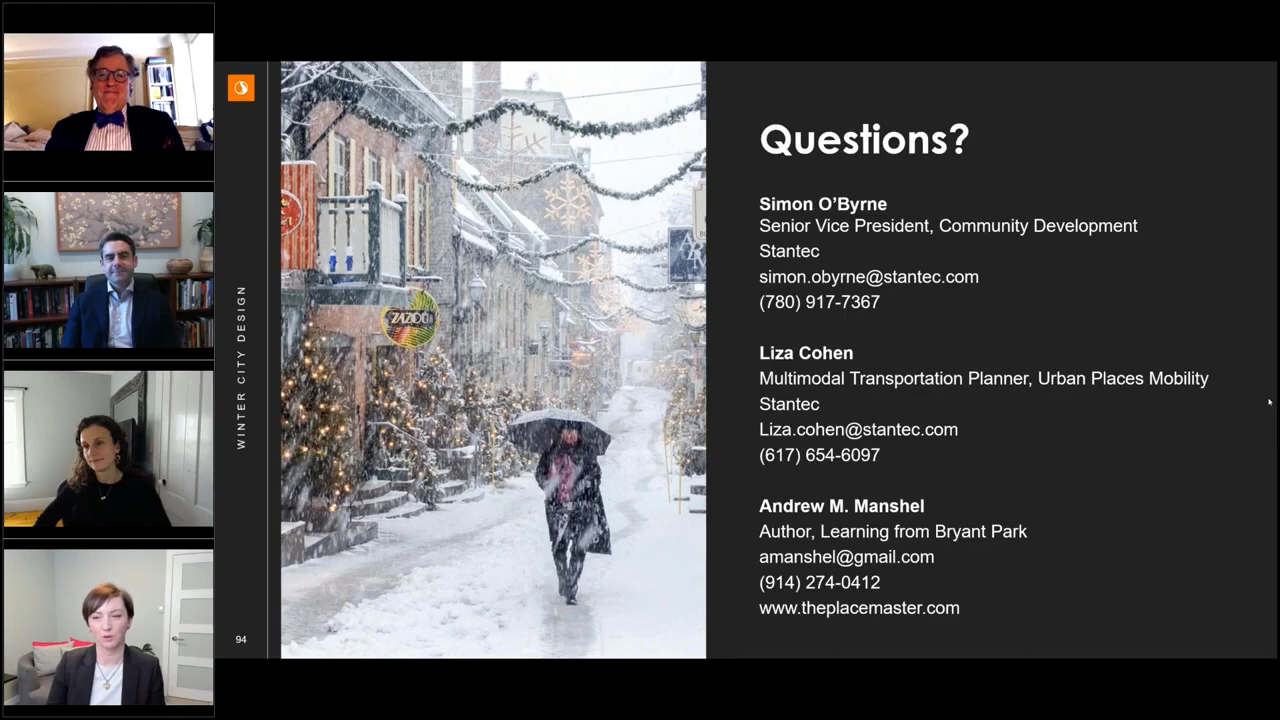 WINTER CITY DESIGN
94
ZAZOU
Questions?
Simon O’Byrne
Senior Vice President, Community Development
Stantec
simon.obyrne@stantec.com
(780) 917-7367
Liza Cohen
Multimodal Transportation Planner, Urban Places Mobility
Stantec
Liza.cohen@stantec.com
(617) 654-6097
Andrew M. Manshel
Author, Learning from Bryant Park
amanshel@gmail.com
(914) 274-0412
www.theplacemaster.com